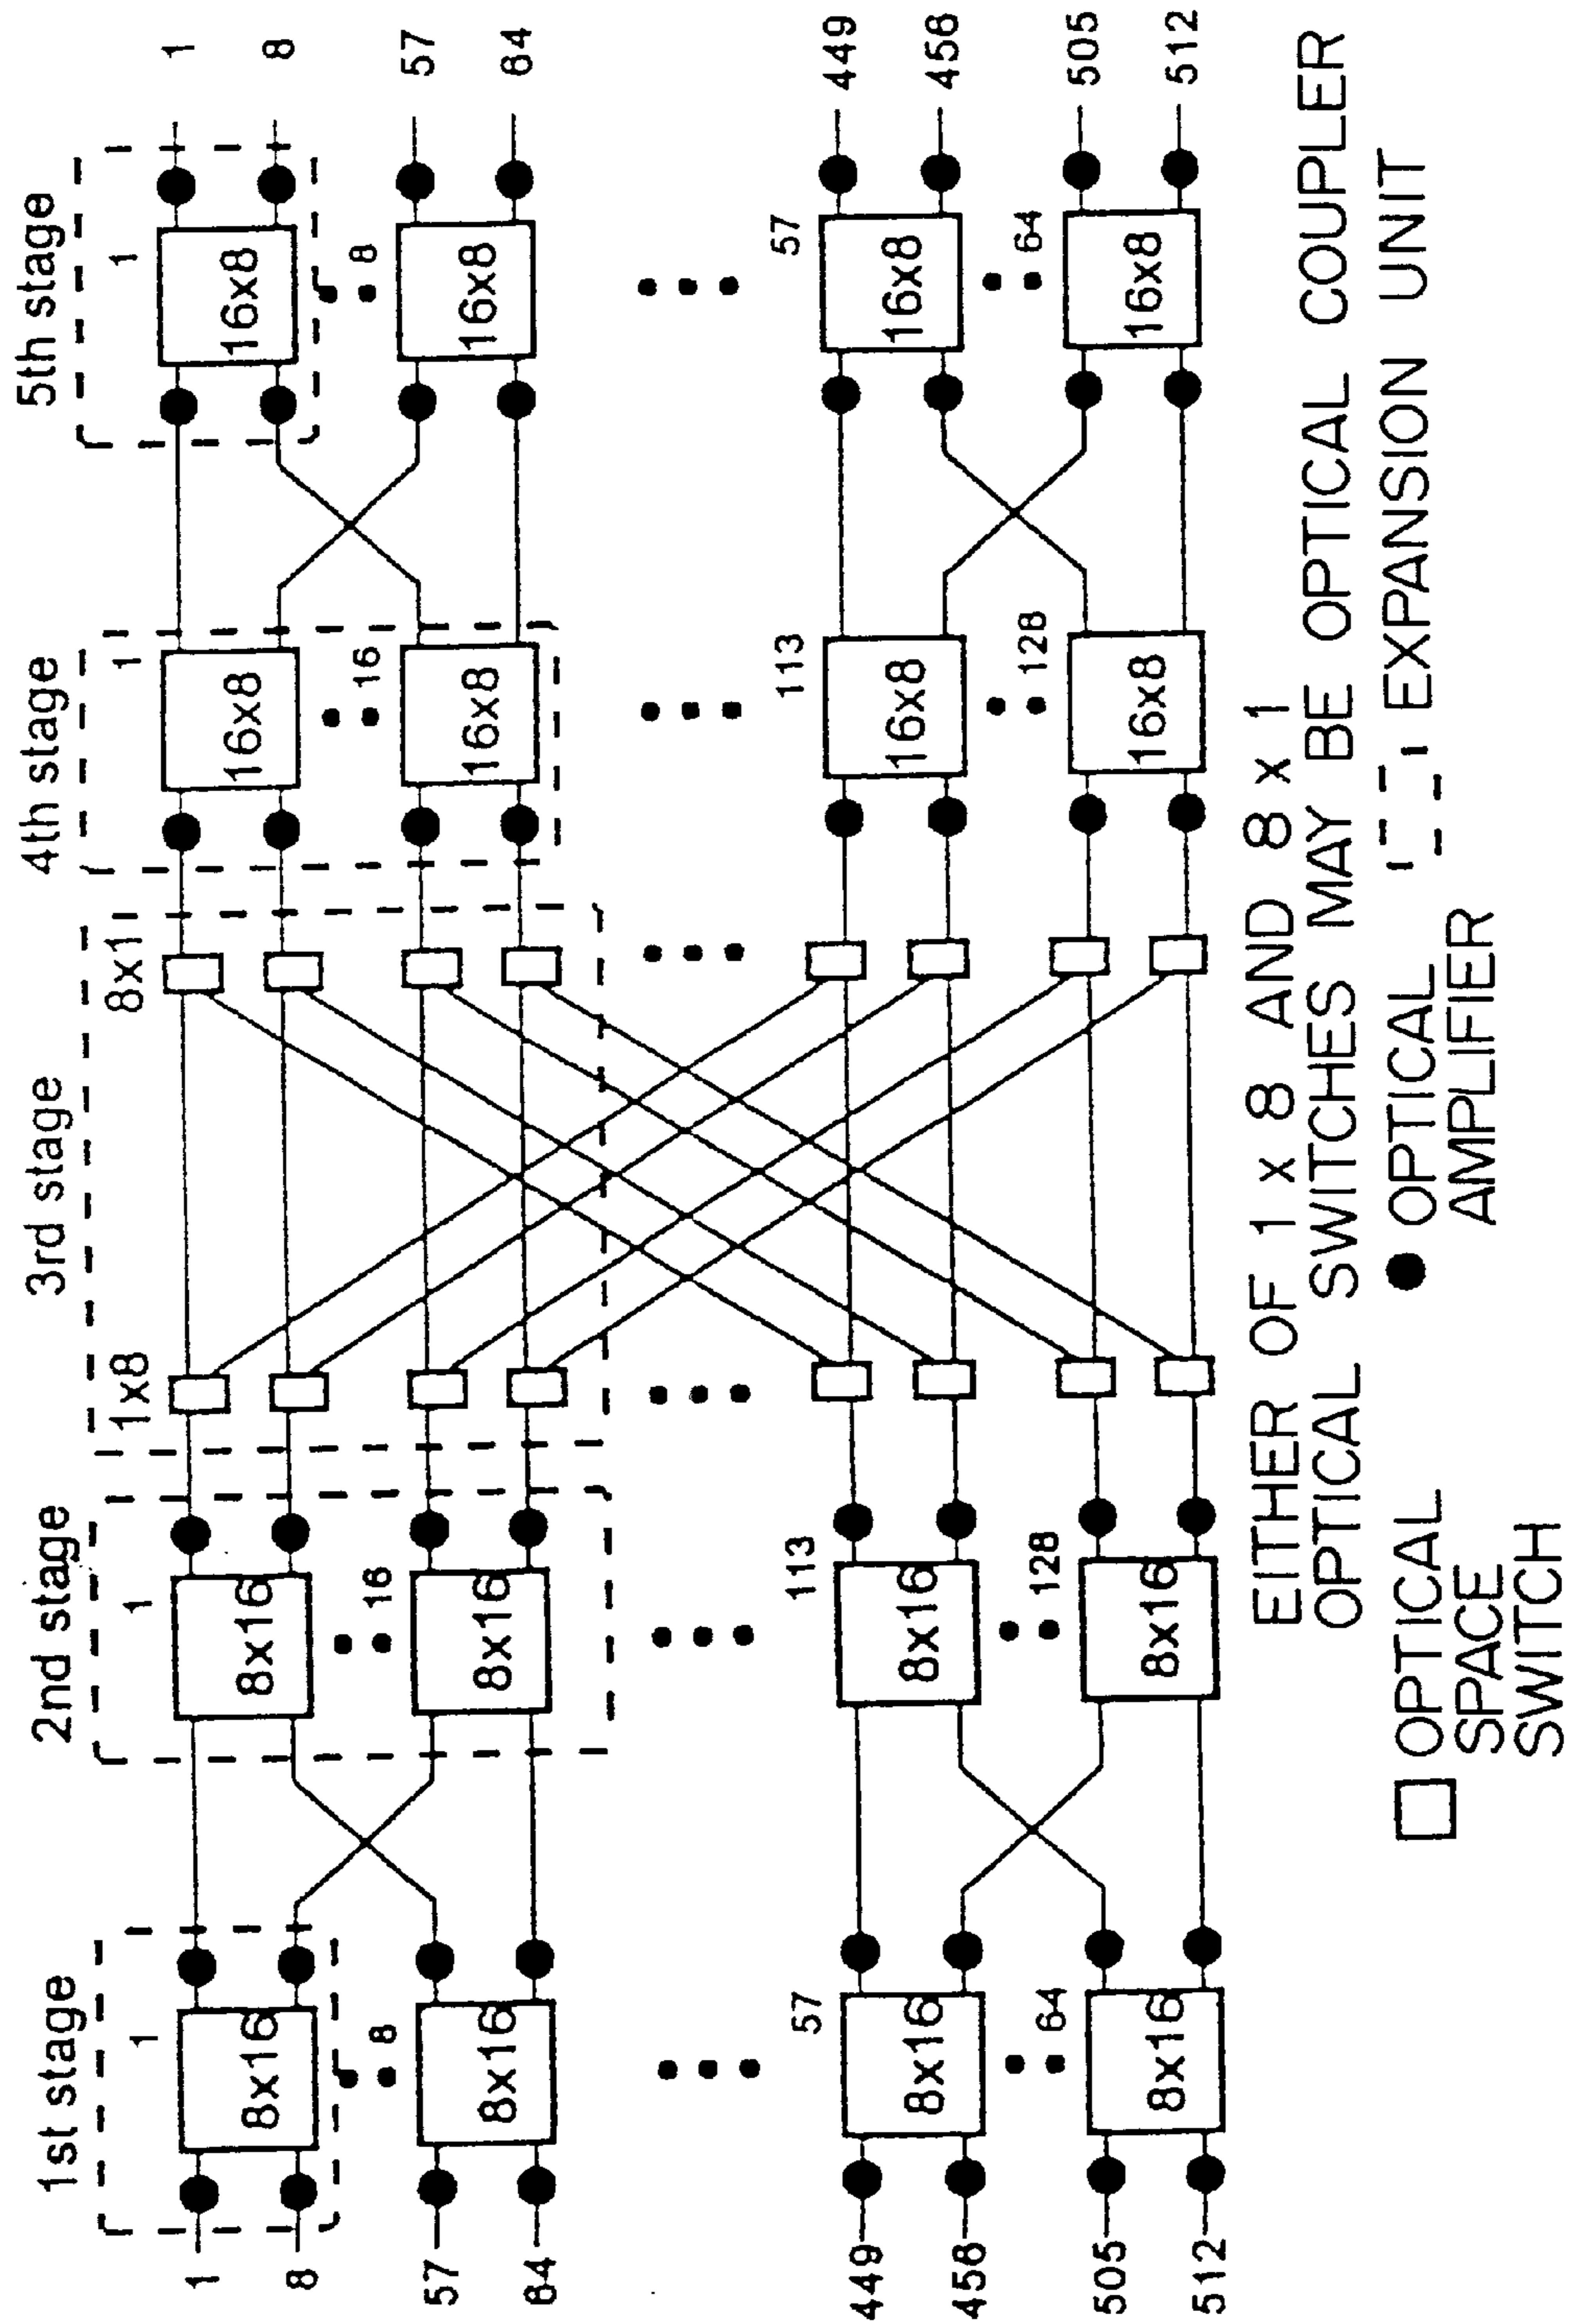 1st stage
2nd stage
3rd stage
4th stage
5th stage
1
1
1x8
8x1
1
1
1
8x16
8x16
16x8
16x8
1
8
8
8
16
16
8
57
8x16
8x16
16x8
16x8
57
64
64
57
113
113
57
449
8x16
8x16
16x8
16x8
449
456
456
64
128
128
64
505
8x16
8x16
16x8
16x8
505
512
512
EITHER OF 1 x 8 AND 8 x 1
OPTICAL SWITCHES MAY BE OPTICAL COUPLER
OPTICAL SPACE SWITCH
OPTICAL AMPLIFIER
EXPANSION UNIT